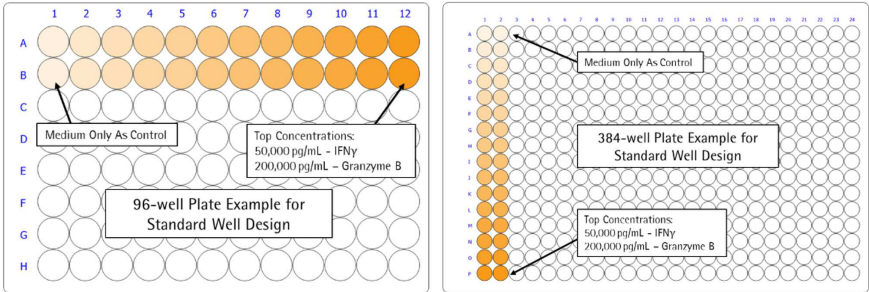 1 2 3 4 5 6 7 8 9 10 11 12
A
B
C
D
E
F
G
H
Medium Only As Control
Top Concentrations:
50,000 pg/mL - IFNγ
200,000 pg/mL – Granzyme B
96-well Plate Example for
Standard Well Design
1 2 3 4 5 6 7 8 9 10 11 12 13 14 15 16 17 18 19 20 21 22 23 24
A
B
C
D
E
F
G
H
I
J
K
L
M
N
O
P
Medium Only As Control
384-well Plate Example for
Standard Well Design
Top Concentrations:
50,000 pg/mL - IFNγ
200,000 pg/mL – Granzyme B